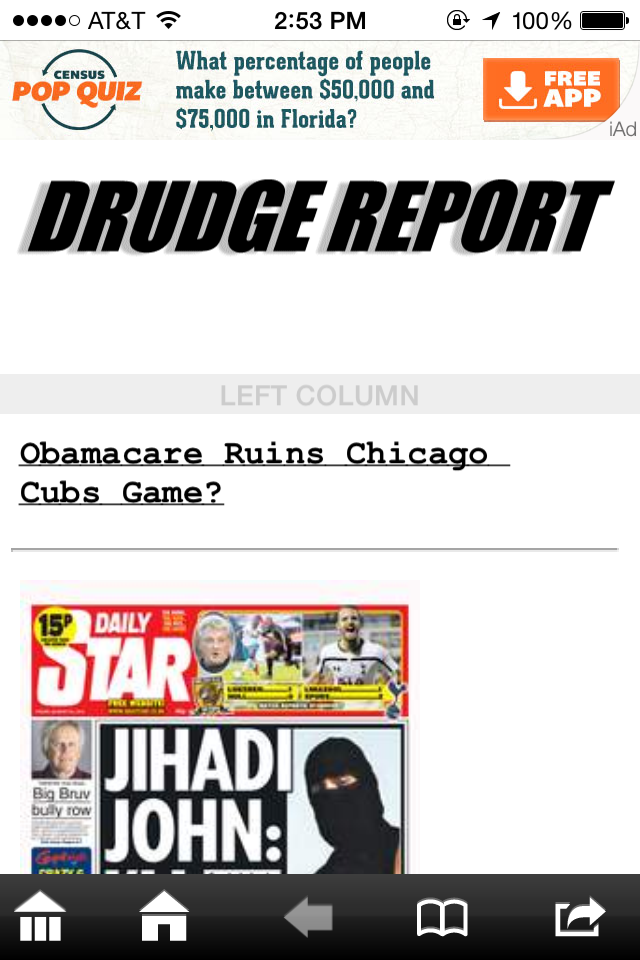 AT&T 2:53 PM 100%
CENSUS
POP QUIZ
What percentage of people
make between $50,000 and
$75,000 in Florida?
FREE
APP
iAd
DRUDGE REPORT
LEFT COLUMN
Obamacare Ruins Chicago
Cubs Game?
15P
DAILY
STAR
FREE WEBSITE!
Big Bruv
bully row
JIHADI
JOHN: